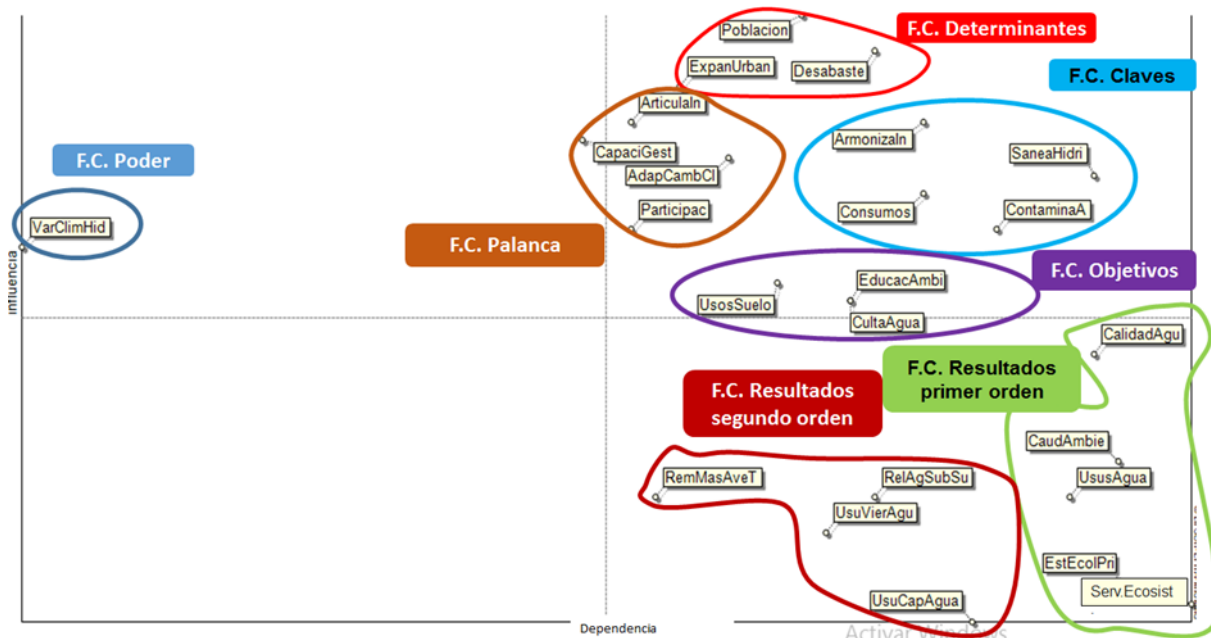 Poblacion
F.C. Determinantes
ExpanUrban
Desabaste
F.C. Claves
ArticulaIn
ArmonizaIn
CapaciGest
SaneaHidri
F.C. Poder
AdapCambCl
VarClimHid
Participac
Consumos
ContaminaA
F.C. Palanca
Influencia
F.C. Objetivos
EducacAmbi
UsosSuelo
CultaAgua
CalidadAgu
F.C. Resultados
primer orden
F.C. Resultados
segundo orden
CaudAmbie
RemMasAveT
RelAgSubSu
UsusAgua
UsuVierAgu
EstEcolPri
Serv.Ecosist
UsuCapAgua
Dependencia
Activar Windows